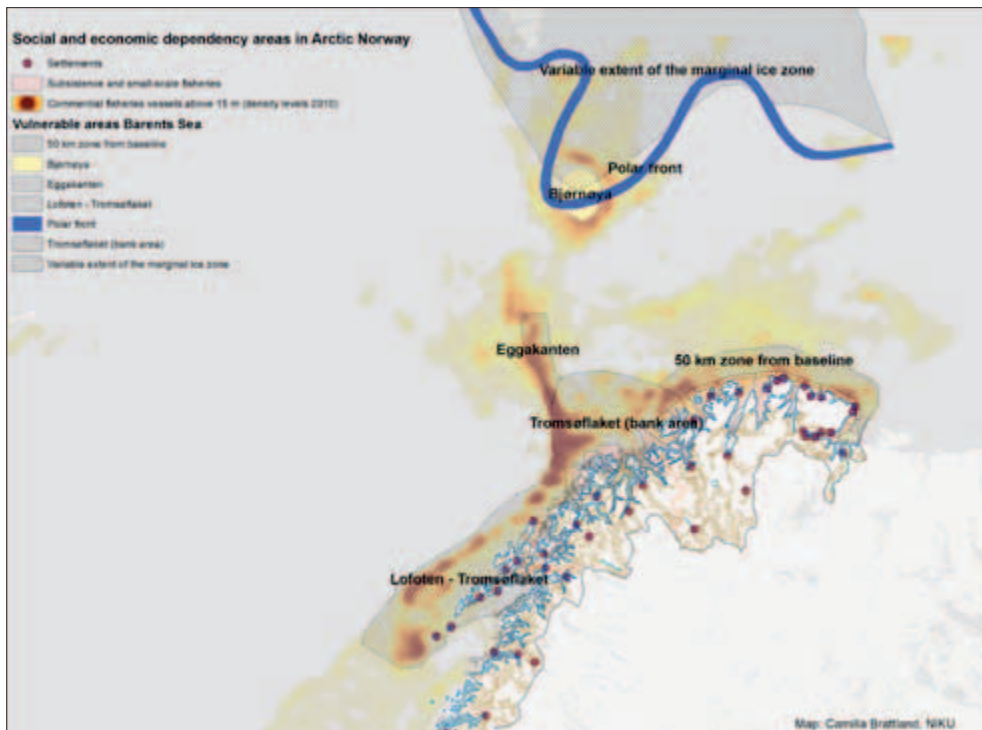 Social and economic dependency areas in Arctic Norway
Settlements
Subsistence and small-scale fisheries
Commercial fisheries vessels above 15 m (density levels 2010)
Vulnerable areas Barents Sea
50 km zone from baseline
Bjørnøya
Eggakanten
Lofoten - Tromsøflaket
Polar front
Tromsøflaket (bank area)
Variable extent of the marginal ice zone
Variable extent of the marginal ice zone
Polar front
Bjørnøya
Eggakanten
50 km zone from baseline
Tromsøflaket (bank area)
Lofoten - Tromsøflaket
Map: Camilla Brattland, NIKU